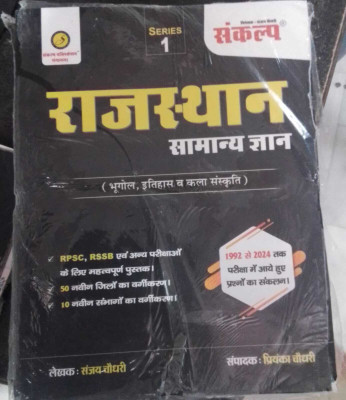 SERIES
1
संकल्प
राजस्थान
सामान्य ज्ञान
( भूगोल, इतिहास व कला संस्कृति )
RPSC, RSSB एवं अन्य परीक्षाओं
के लिए महत्वपूर्ण पुस्तक।
50 नवीन जिलों का वर्गीकरण।
10 नवीन संभागों का वर्गीकरण।
1992 से 2024 तक
परीक्षा में आये हुए
प्रश्नों का संकलन।
लेखक: संजय चौधरी
संपादक: प्रियंका चौधरी